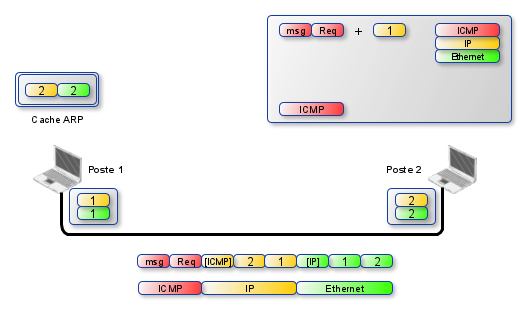 msg Req + 1 ICMP
IP
Ethernet
2 2
Cache ARP
ICMP
Poste 1
Poste 2
1
1
2
2
msg Req [ICMP] 2 1 [IP] 1 2
ICMP IP Ethernet